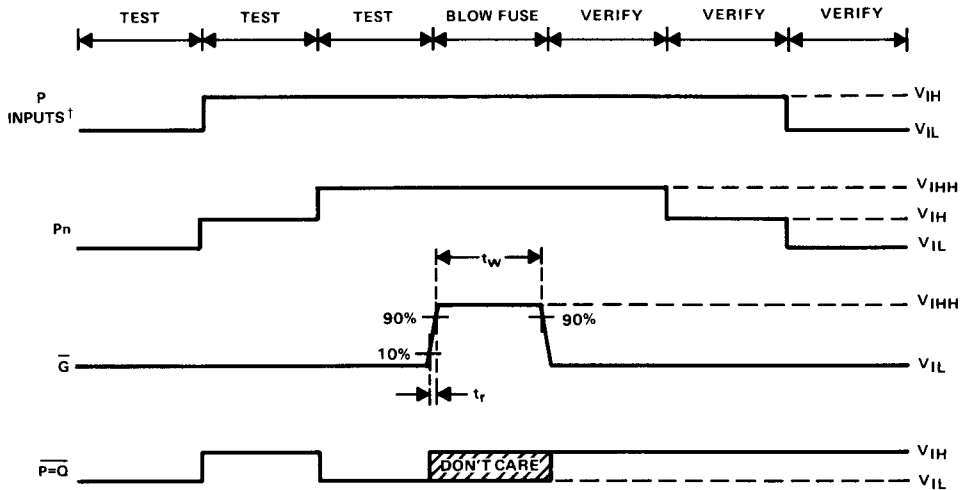 TEST TEST TEST BLOW FUSE VERIFY VERIFY VERIFY
P
INPUTS†
VIH
VIL
Pn
VIHH
VIH
VIL
tw
90% 90%
VIHH
10%
G
VIL
tr
P=Q
DON'T CARE
VIH
VIL